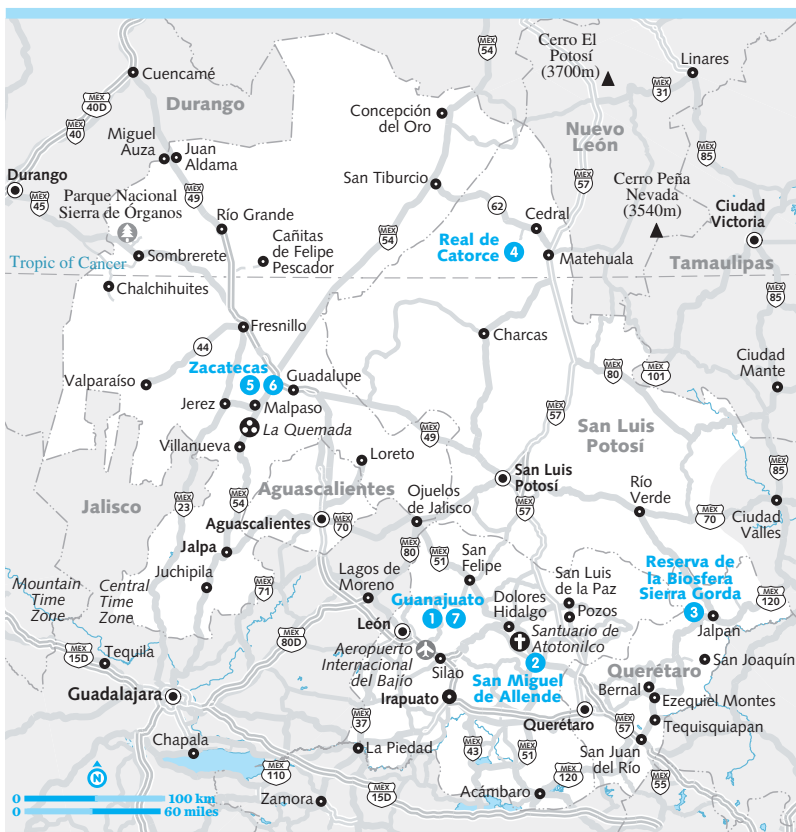 MEX
54
Cerro El
Potosí
(3700m)
Linares
Cuencamé
MEX
40D
Durango
MEX
31
Concepción
del Oro
MEX
40
Nuevo
León
Miguel
Auza
Juan
Aldama
MEX
85
Durango
San Tiburcio
MEX
57
Cerro Peña
Nevada
(3540m)
MEX
45
Parque Nacional
Sierra de Órganos
MEX
49
62
Ciudad
Victoria
Río Grande
Cedral
MEX
54
Cañitas
de Felipe
Pescador
Real de
Catorce
4
Sombrerete
Tropic of Cancer
Matehuala
Tamaulipas
Chalchihuites
MEX
85
Fresnillo
Charcas
44
Zacatecas
5
6
Guadalupe
MEX
80
MEX
101
Ciudad
Mante
Valparaíso
Jerez
Malpaso
MEX
57
La Quemada
MEX
49
San Luis
Potosí
Villanueva
Loreto
MEX
85
San Luis
Potosí
Jalisco
MEX
23
MEX
54
Aguascalientes
Ojuelos
de Jalisco
Río
Verde
MEX
57
MEX
70
Ciudad
Valles
Aguascalientes
MEX
70
MEX
80
MEX
51
Jalpa
San
Felipe
Juchipila
MEX
71
Lagos de
Moreno
San Luis
de la Paz
Reserva de
la Biosfera
Sierra Gorda
3
MEX
120
Mountain
Time
Zone
Central
Time
Zone
Guanajuato
1
7
Dolores
Hidalgo
Pozos
Jalpan
León
Santuario de
Atotonilco
MEX
15D
Tequila
MEX
80D
Aeropuerto
Internacional
del Bajío
Silao
2
San Miguel
de Allende
Querétaro
San Joaquín
Guadalajara
Irapuato
Bernal
Ezequiel Montes
Querétaro
MEX
37
MEX
57
Tequisquiapan
Chapala
La Piedad
MEX
43
MEX
51
San Juan
del Río
N
MEX
110
MEX
120
MEX
55
0
100 km
0
60 miles
Zamora
MEX
15D
Acámbaro